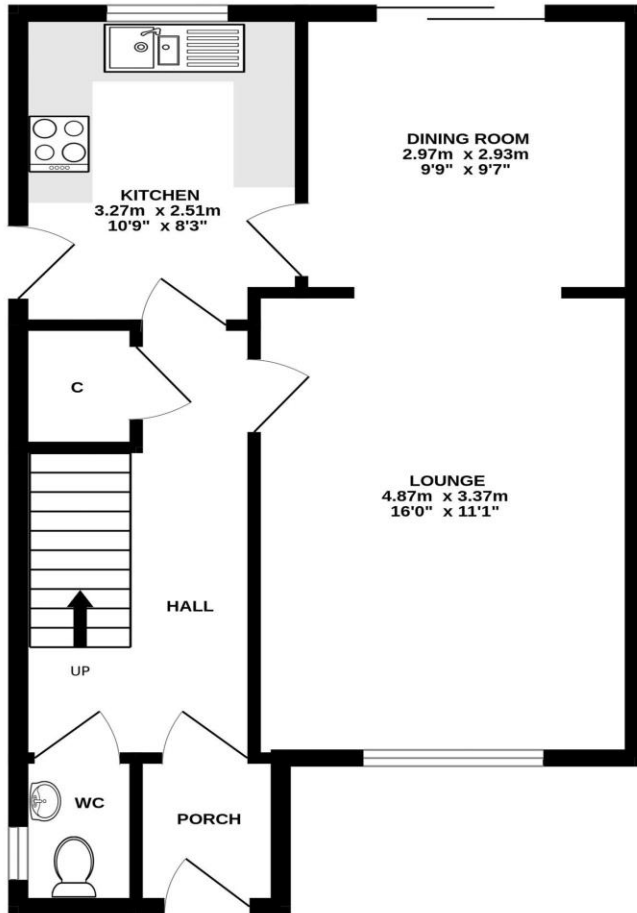 DINING ROOM
2.97m x 2.93m
9'9" x 9'7"
KITCHEN
3.27m x 2.51m
10'9" x 8'3"
C
LOUNGE
4.87m x 3.37m
16'0" x 11'1"
HALL
UP
WC
PORCH